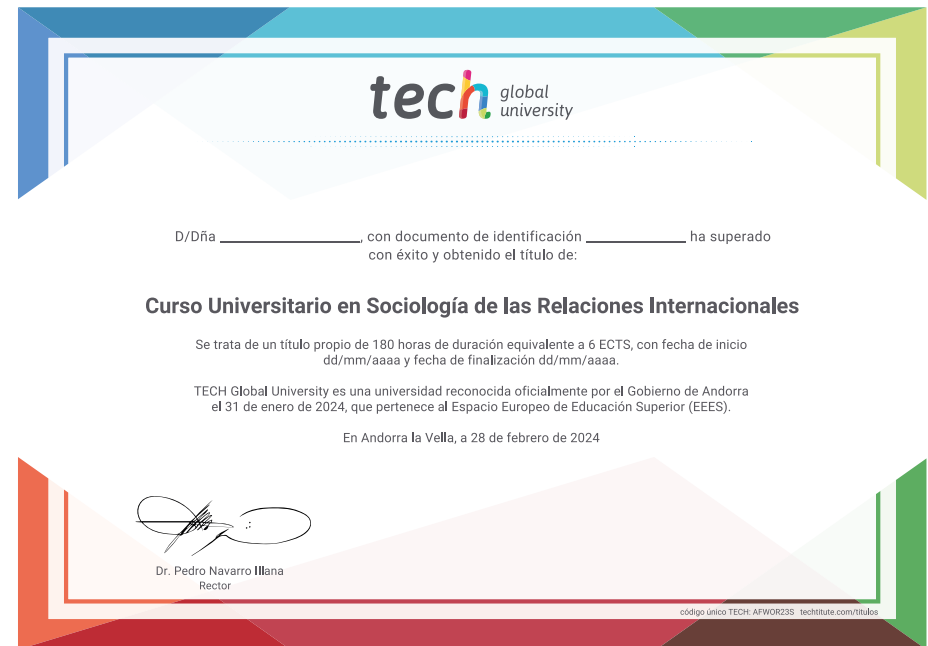 tech global university
D/Dña ________________, con documento de identificación ____________ ha superado
con éxito y obtenido el título de:
Curso Universitario en Sociología de las Relaciones Internacionales
Se trata de un título propio de 180 horas de duración equivalente a 6 ECTS, con fecha de inicio
dd/mm/aaaa y fecha de finalización dd/mm/aaaa.
TECH Global University es una universidad reconocida oficialmente por el Gobierno de Andorra
el 31 de enero de 2024, que pertenece al Espacio Europeo de Educación Superior (EEES).
En Andorra la Vella, a 28 de febrero de 2024
Dr. Pedro Navarro Illana
Rector
código único TECH: AFWOR23S techtitute.com/titulos